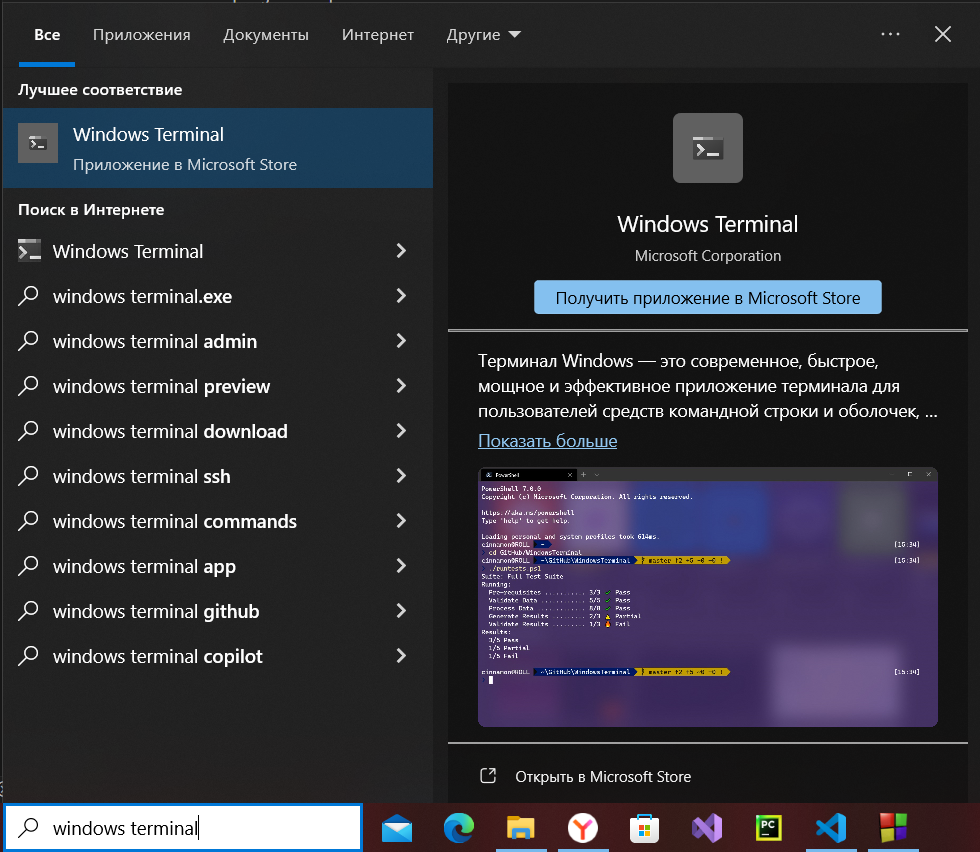 Все Приложения Документы Интернет Другие
Лучшее соответствие
Windows Terminal
Приложение в Microsoft Store
Поиск в Интернете
Windows Terminal
windows terminal.exe
windows terminal admin
windows terminal preview
windows terminal download
windows terminal ssh
windows terminal commands
windows terminal app
windows terminal github
windows terminal copilot
Windows Terminal
Microsoft Corporation
Получить приложение в Microsoft Store
Терминал Windows — это современное, быстрое,
мощное и эффективное приложение терминала для
пользователей средств командной строки и оболочек, ...
Показать больше
PowerShell
PowerShell 7.0.0
Copyright (c) Microsoft Corporation. All rights reserved.
https://aka.ms/powershell
Type 'help' to get help.
Loading personal and system profiles took 614ms.
cinnamon@ROLL ~ [15:34]
cd GitHub/WindowsTerminal
cinnamon@ROLL ~\GitHub\WindowsTerminal master [15:34]
./runtests ps1
Suite: Full Test Suite
Running:
Pre-requisites .......... 3/3 Pass
Validate Data ........... 5/5 Pass
Process Data ............ 8/8 Pass
Generate Results ........ 2/3 Partial
Validate Results ........ 1/3 Fail
Results:
3/5 Pass
1/5 Partial
1/5 Fail
cinnamon@ROLL ~\GitHub\WindowsTerminal master [15:34]
Открыть в Microsoft Store
windows terminal
PC